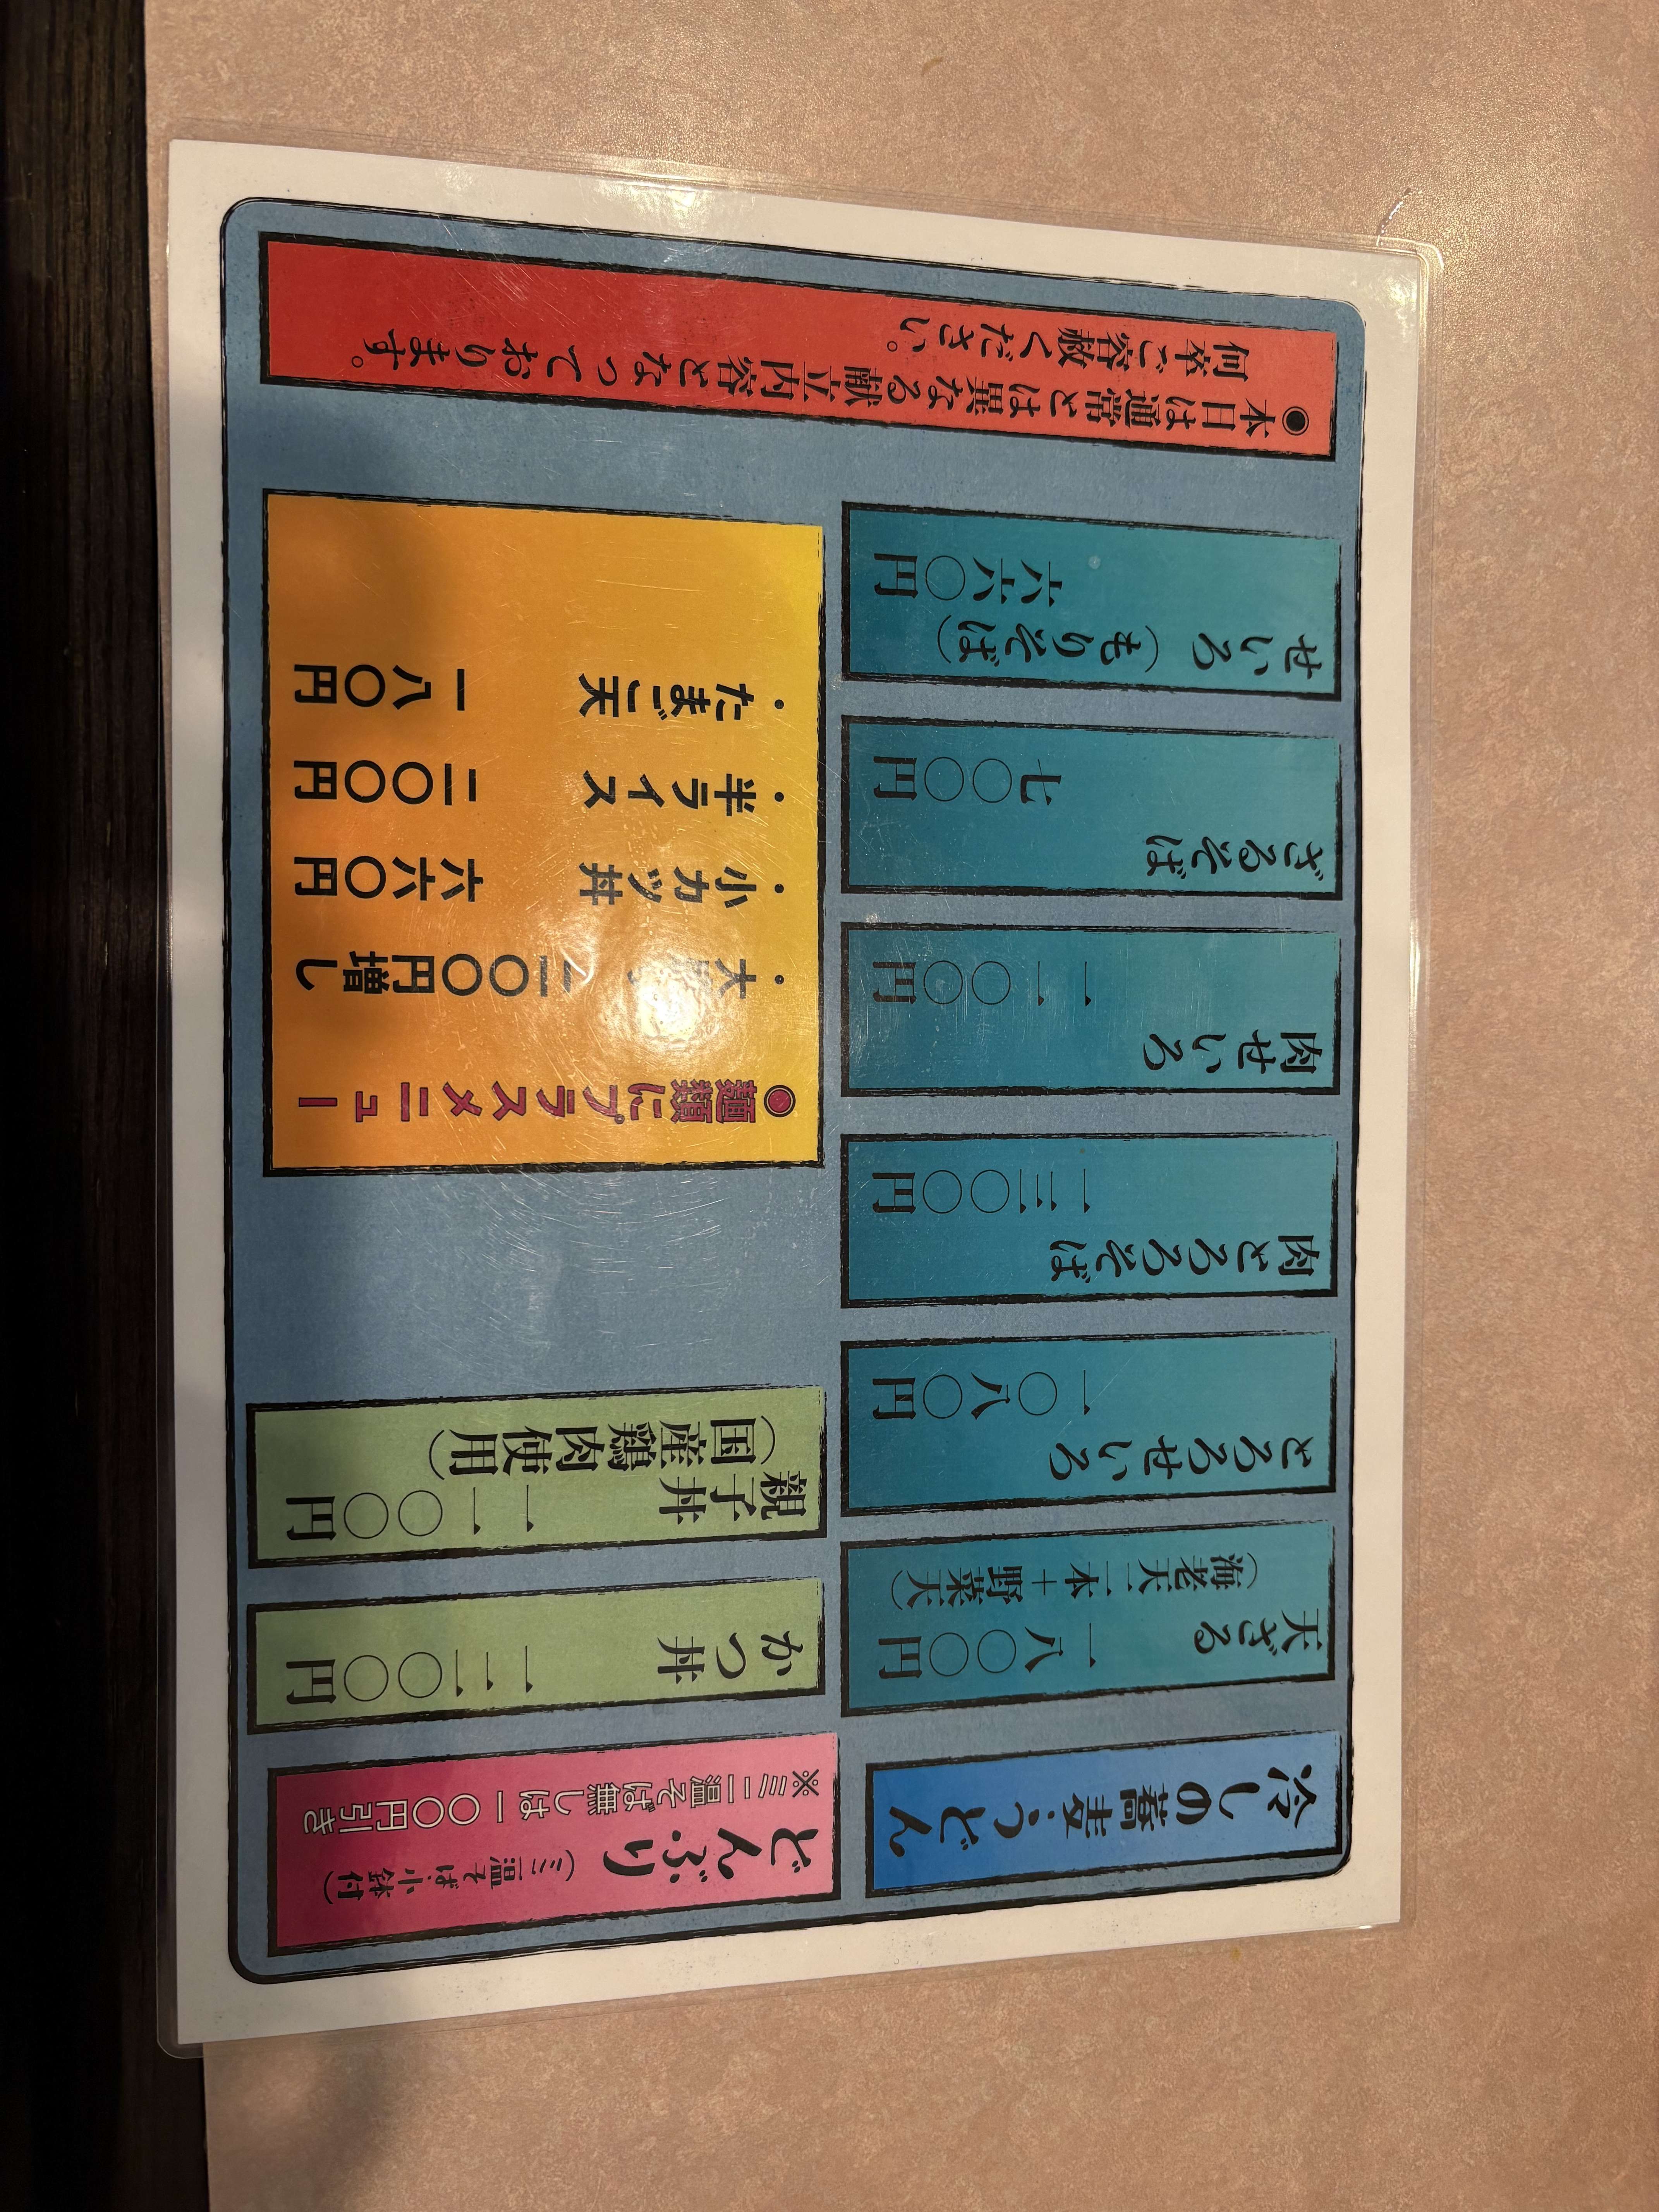 冷しの蕎麦・うどん
天ざる 一八〇〇円
(海老天二本+野菜天)
とろろせいろ 一〇八〇円
肉とろろそば 一三〇〇円
肉せいろ 一一〇〇円
ざるそば 七〇〇円
せいろ(もりそば)
六六〇円
どんぶり(ミニ温そば・小鉢付)
※ミニ温そば無しは一〇〇円引き
かつ丼 一二〇〇円
親子丼 一一〇〇円
(国産鶏肉使用)
●麺類にプラスメニュー
・大 二〇〇円増し
・小カツ丼 六六〇円
・半ライス 二〇〇円
・たまご天 一八〇円
●本日は通常とは異なる献立内容となっております。
何卒ご容赦ください。